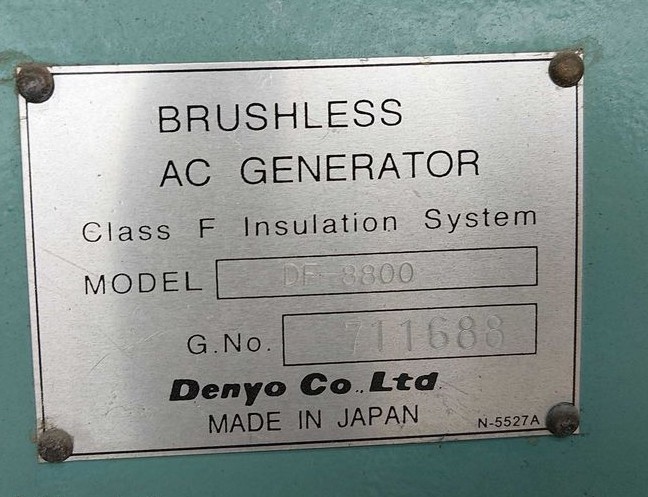 BRUSHLESS
AC GENERATOR
Class F Insulation System
MODEL DF-8800
G.No. 711688
Denyo Co., Ltd.
MADE IN JAPAN
N-5527A